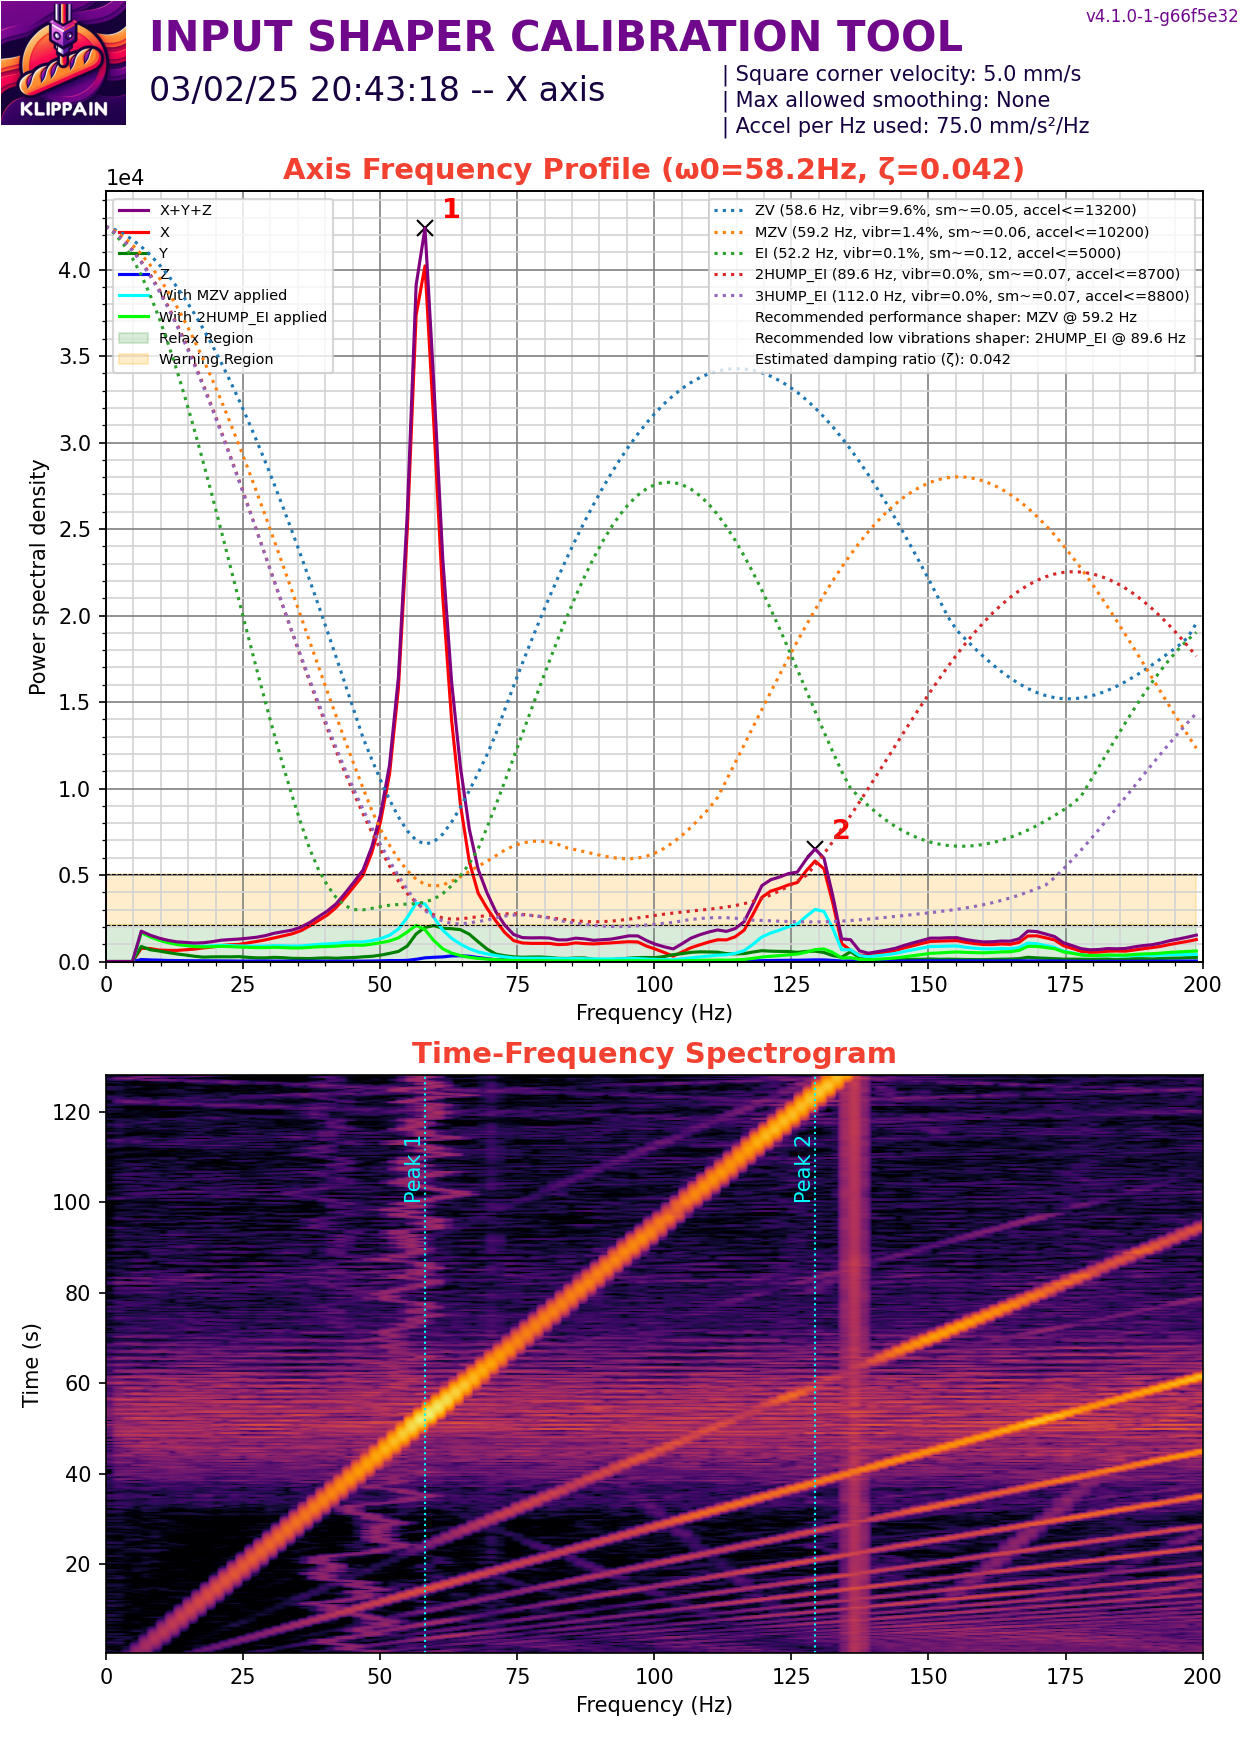 v4.1.0-1-g66f5e32
INPUT SHAPER CALIBRATION TOOL
03/02/25 20:43:18 -- X axis
| Square corner velocity: 5.0 mm/s
| Max allowed smoothing: None
| Accel per Hz used: 75.0 mm/s²/Hz
KLIPPAIN
Axis Frequency Profile (ω0=58.2Hz, ζ=0.042)
1e4
X+Y+Z
X
Y
Z
With MZV applied
With 2HUMP_EI applied
Relax Region
Warning Region
1
ZV (58.6 Hz, vibr=9.6%, sm~=0.05, accel<=13200)
MZV (59.2 Hz, vibr=1.4%, sm~=0.06, accel<=10200)
EI (52.2 Hz, vibr=0.1%, sm~=0.12, accel<=5000)
2HUMP_EI (89.6 Hz, vibr=0.0%, sm~=0.07, accel<=8700)
3HUMP_EI (112.0 Hz, vibr=0.0%, sm~=0.07, accel<=8800)
Recommended performance shaper: MZV @ 59.2 Hz
Recommended low vibrations shaper: 2HUMP_EI @ 89.6 Hz
Estimated damping ratio (ζ): 0.042
2
Power spectral density
4.0
3.5
3.0
2.5
2.0
1.5
1.0
0.5
0.0
0 25 50 75 100 125 150 175 200
Frequency (Hz)
Time-Frequency Spectrogram
Time (s)
120
100
80
60
40
20
Peak 1
Peak 2
0 25 50 75 100 125 150 175 200
Frequency (Hz)